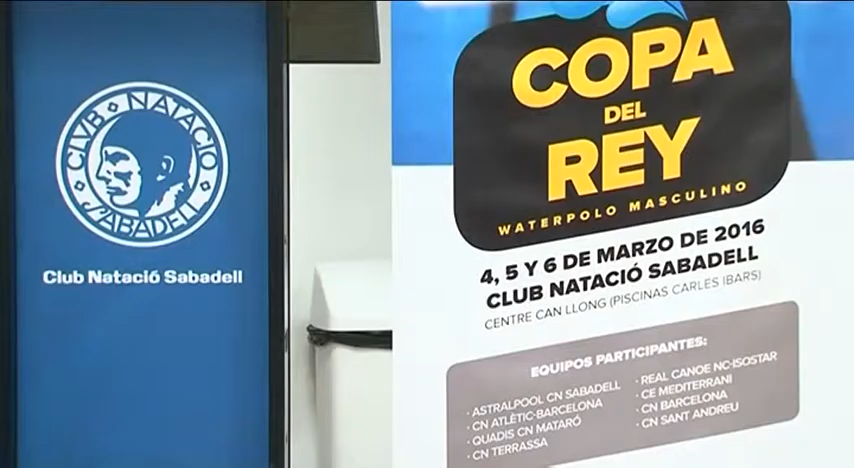 CLVB NATACIO
SABADELL
Club Natació Sabadell
COPA
DEL
REY
WATERPOLO MASCULINO
4, 5 Y 6 DE MARZO DE 2016
CLUB NATACIÓ SABADELL
CENTRE CAN LLONG (PISCINAS CARLES IBARS)
EQUIPOS PARTICIPANTES:
· ASTRALPOOL CN SABADELL
· CN ATLÈTIC-BARCELONA
· QUADIS CN MATARÓ
· CN TERRASSA
· REAL CANOE NC-ISOSTAR
· CE MEDITERRANI
· CN BARCELONA
· CN SANT ANDREU